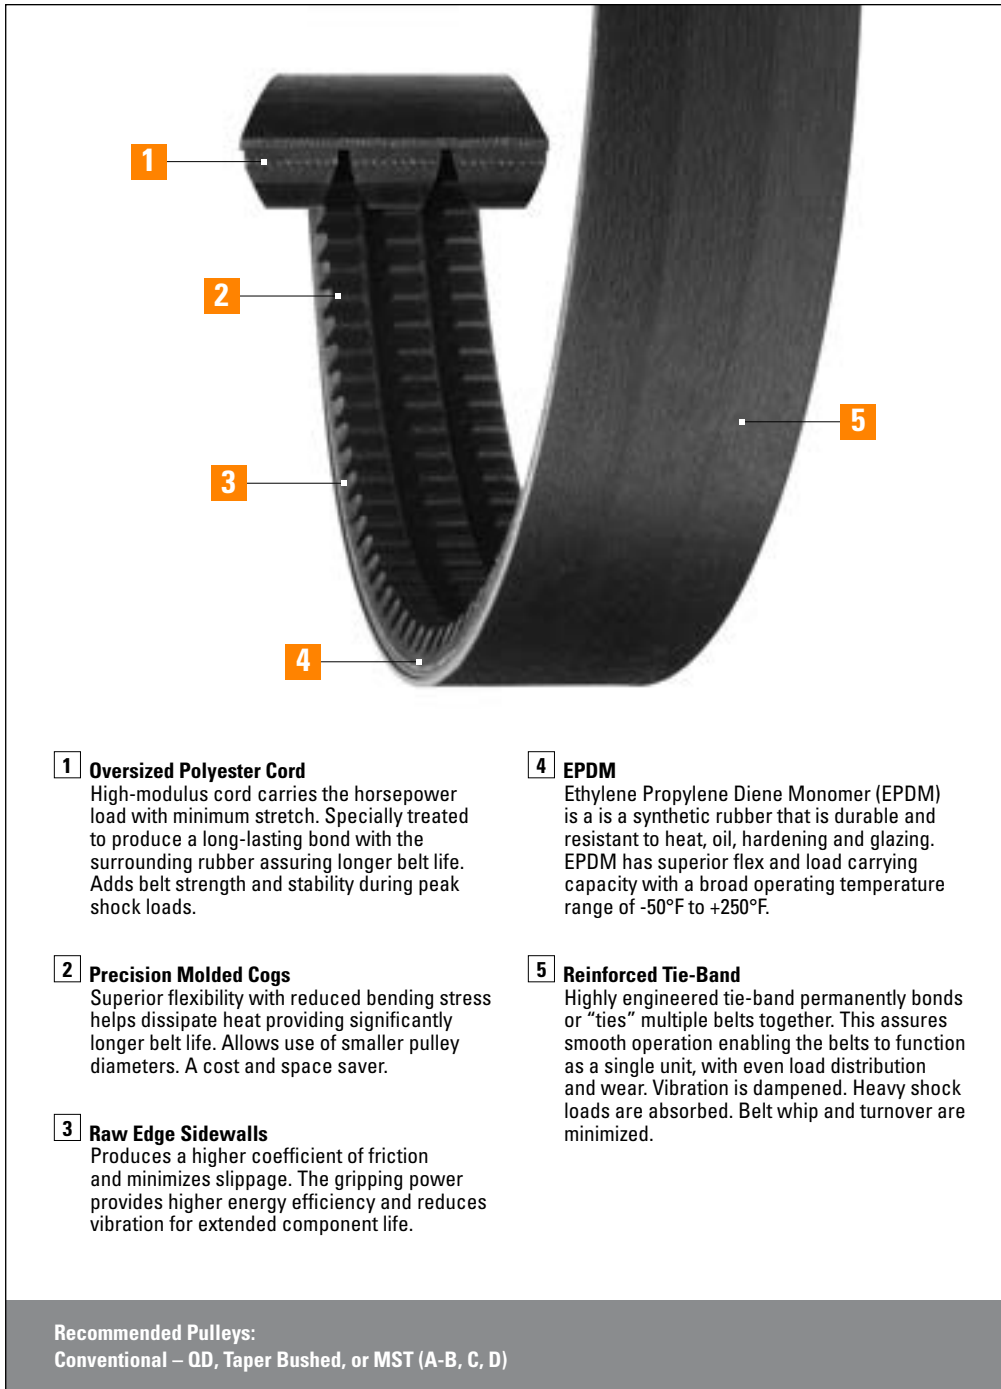 1
2
3
4
5
1 Oversized Polyester Cord
High-modulus cord carries the horsepower
load with minimum stretch. Specially treated
to produce a long-lasting bond with the
surrounding rubber assuring longer belt life.
Adds belt strength and stability during peak
shock loads.
2 Precision Molded Cogs
Superior flexibility with reduced bending stress
helps dissipate heat providing significantly
longer belt life. Allows use of smaller pulley
diameters. A cost and space saver.
3 Raw Edge Sidewalls
Produces a higher coefficient of friction
and minimizes slippage. The gripping power
provides higher energy efficiency and reduces
vibration for extended component life.
4 EPDM
Ethylene Propylene Diene Monomer (EPDM)
is a is a synthetic rubber that is durable and
resistant to heat, oil, hardening and glazing.
EPDM has superior flex and load carrying
capacity with a broad operating temperature
range of -50°F to +250°F.
5 Reinforced Tie-Band
Highly engineered tie-band permanently bonds
or “ties” multiple belts together. This assures
smooth operation enabling the belts to function
as a single unit, with even load distribution
and wear. Vibration is dampened. Heavy shock
loads are absorbed. Belt whip and turnover are
minimized.
Recommended Pulleys:
Conventional – QD, Taper Bushed, or MST (A-B, C, D)